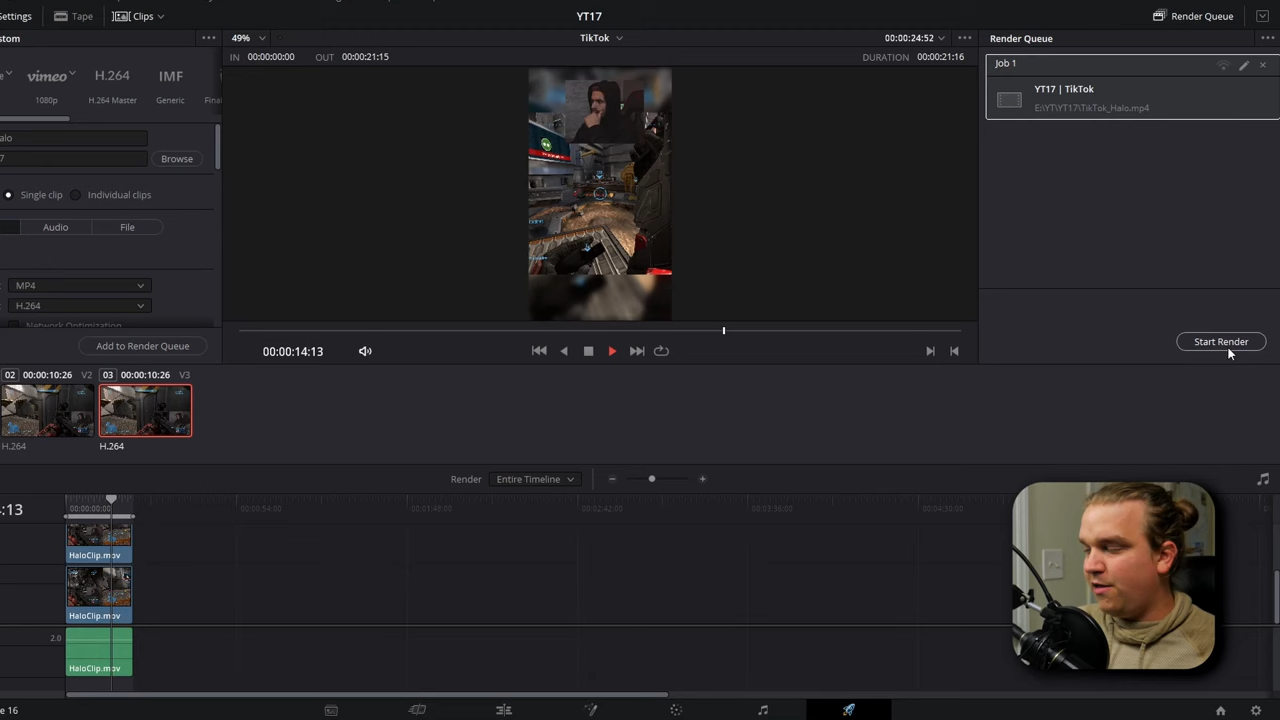 Settings
Tape
Clips
YT17
Render Queue
stom
49%
TikTok
00:00:24:52
Render Queue
IN 00:00:00:00 OUT 00:00:21:15
DURATION 00:00:21:16
Job 1
vimeo
H.264
IMF
1080p
H.264 Master
Generic
Final
YT17 | TikTok
E:\YT\YT17\TikTok_Halo.mp4
alo
7
Browse
Single clip
Individual clips
Audio
File
MP4
H.264
Network Optimization
Add to Render Queue
00:00:14:13
Start Render
02 00:00:10:26 V2
03 00:00:10:26 V3
H.264
H.264
Render Entire Timeline
4:13
00:00:00:00
00:00:54:00
00:01:48:00
00:02:42:00
00:03:36:00
00:04:30:00
HaloClip.mov
HaloClip.mov
2.0
HaloClip.mov
e 16